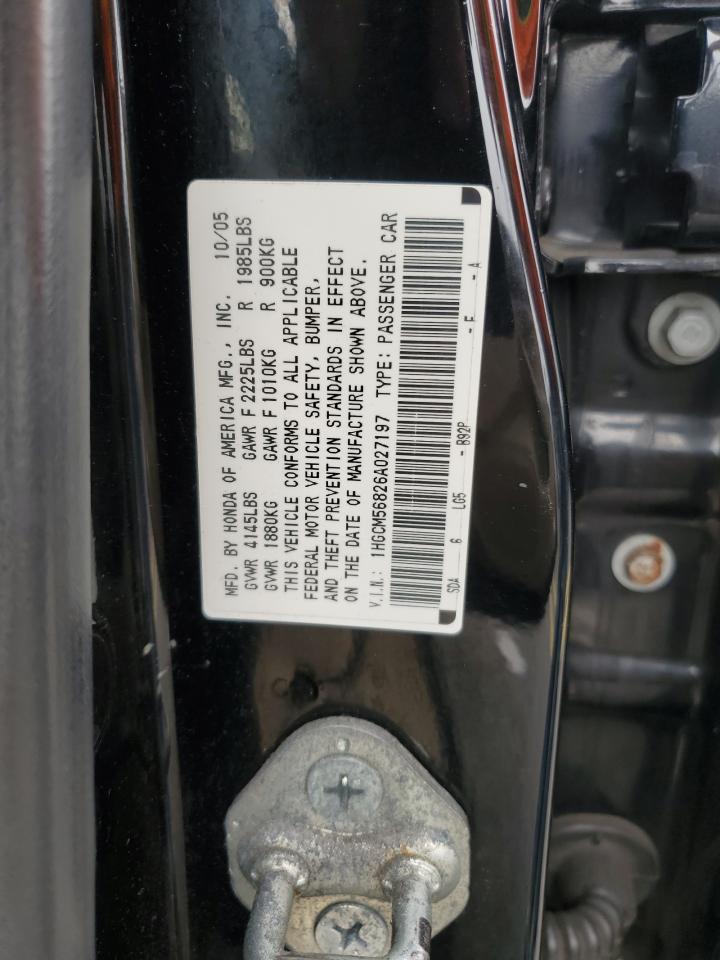 MFD. BY HONDA OF AMERICA MFG., INC. 10/05
GVWR 4145LBS GAWR F 2225LBS R 1985LBS
GVWR 1880KG GAWR F 1010KG R 900KG
THIS VEHICLE CONFORMS TO ALL APPLICABLE
FEDERAL MOTOR VEHICLE SAFETY, BUMPER,
AND THEFT PREVENTION STANDARDS IN EFFECT
ON THE DATE OF MANUFACTURE SHOWN ABOVE.
V.I.N.: 1HGCM56826A027197 TYPE: PASSENGER CAR
SDA 6 LG5 - B92P - E - A